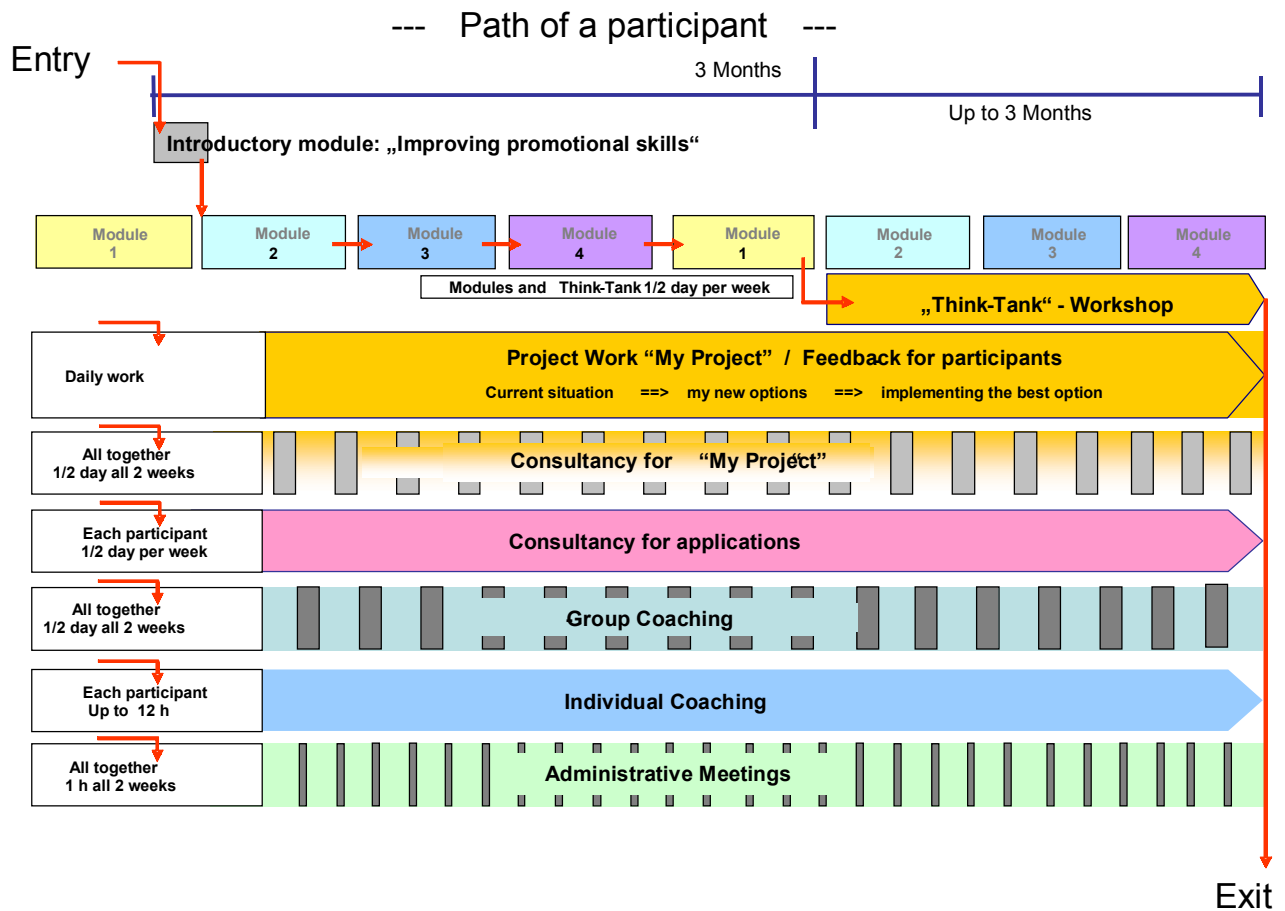 --- Path of a participant ---
Entry
3 Months
Up to 3 Months
Introductory module: „Improving promotional skills“
Module
1
Module
2
Module
3
Module
4
Module
1
Module
2
Module
3
Module
4
Modules and Think-Tank 1/2 day per week
„Think-Tank“ - Workshop
Daily work
Project Work “My Project” / Feedback for participants
Current situation ==> my new options ==> implementing the best option
All together
1/2 day all 2 weeks
Consultancy for “My Project”
Each participant
1/2 day per week
Consultancy for applications
All together
1/2 day all 2 weeks
Group Coaching
Each participant
Up to 12 h
Individual Coaching
All together
1 h all 2 weeks
Administrative Meetings
Exit